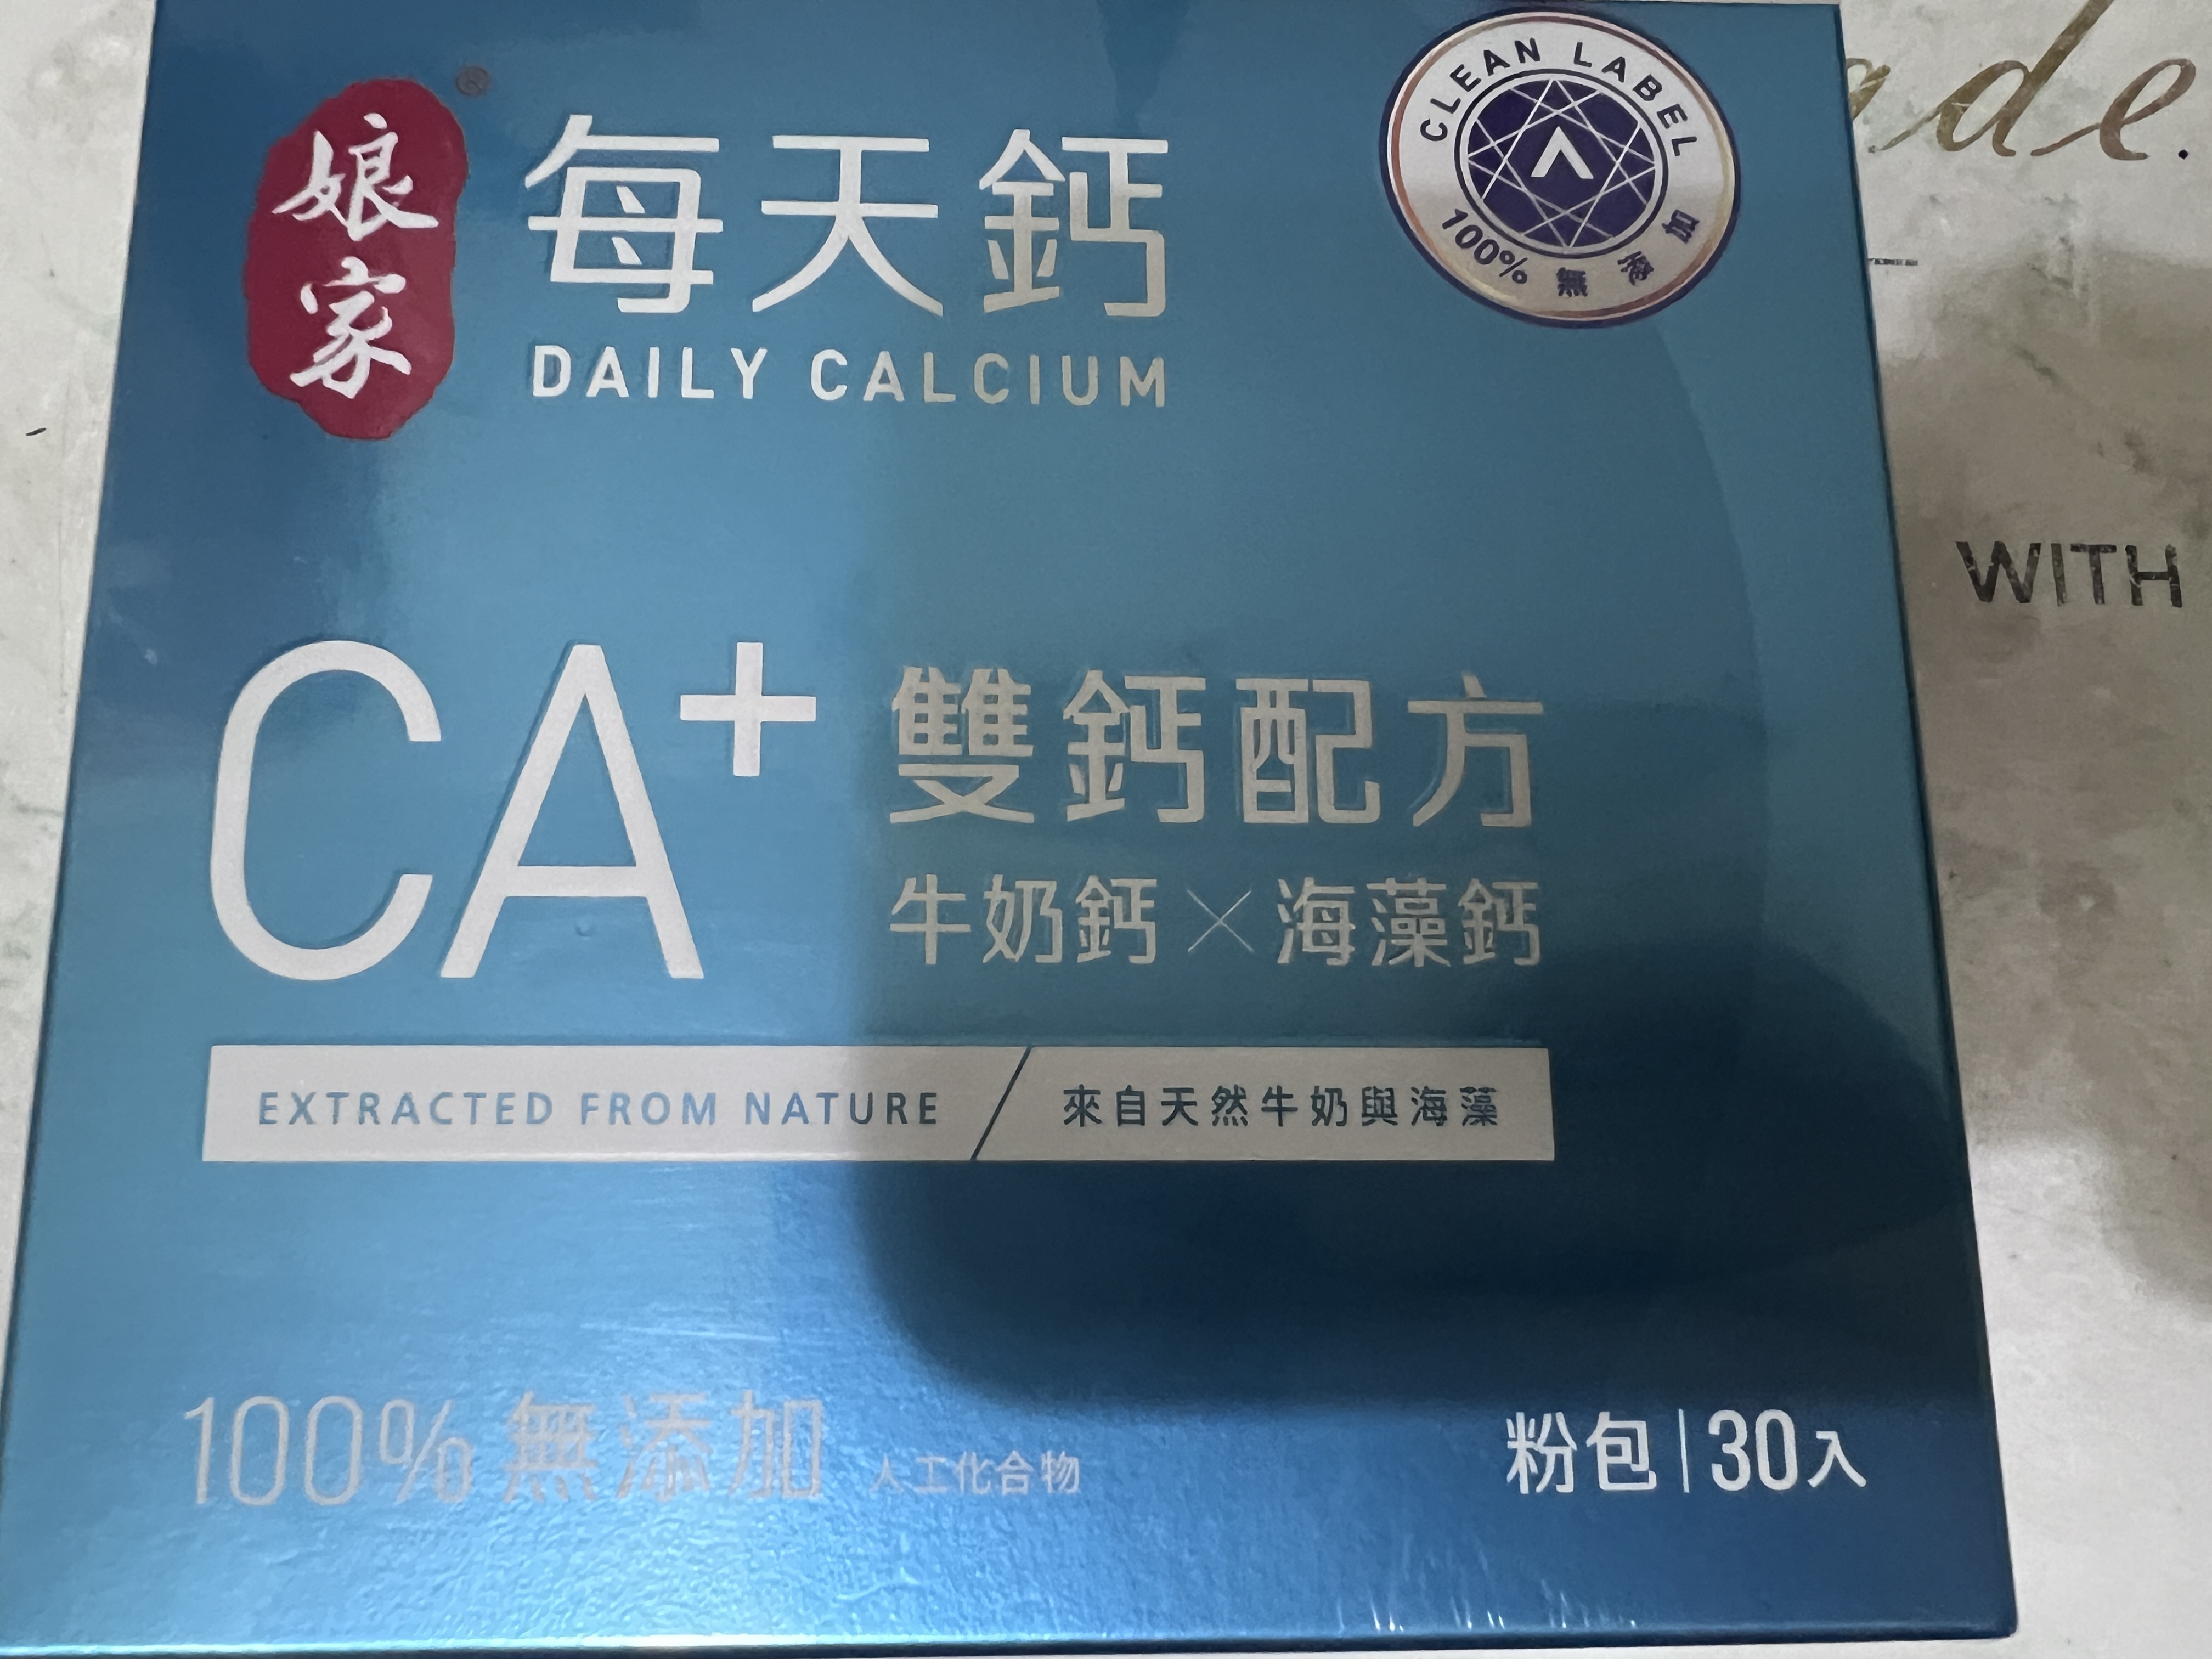 娘家
®
每天鈣
DAILY CALCIUM
CLEAN LABEL
100% 無添加
CA+
雙鈣配方
牛奶鈣×海藻鈣
EXTRACTED FROM NATURE / 來自天然牛奶與海藻
100% 無添加 人工化合物
粉包|30入
ade.
WITH